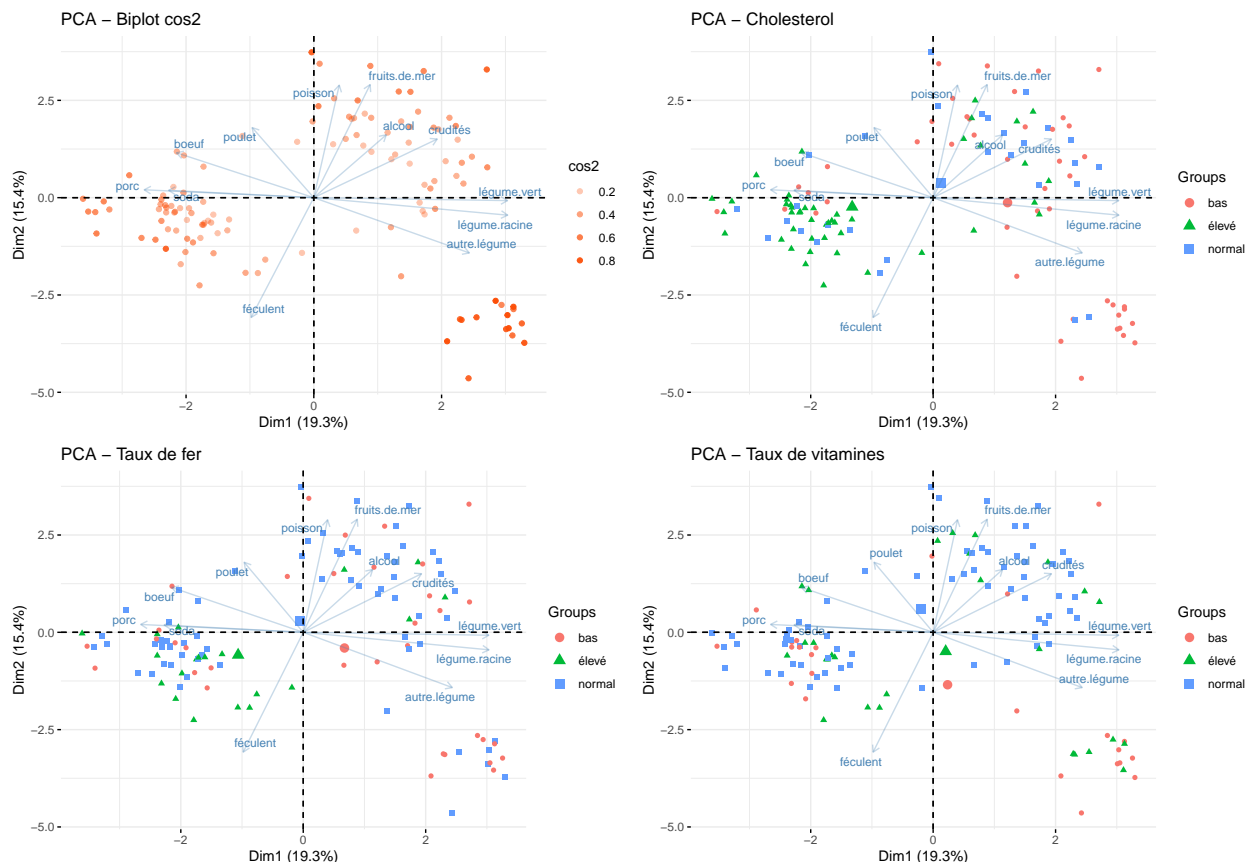 PCA − Biplot cos2
fruits.de.mer
poisson
alcool
crudités
poulet
boeuf
porc
soda
légume.vert
légume.racine
autre.légume
féculent
2.5
0.0
−2.5
−5.0
−2
0
2
Dim1 (19.3%)
Dim2 (15.4%)
cos2
0.2
0.4
0.6
0.8
PCA − Cholesterol
fruits.de.mer
poisson
alcool
crudités
poulet
boeuf
porc
soda
légume.vert
légume.racine
autre.légume
féculent
2.5
0.0
−2.5
−5.0
−2
0
2
Dim1 (19.3%)
Dim2 (15.4%)
Groups
bas
élevé
normal
PCA − Taux de fer
fruits.de.mer
poisson
alcool
crudités
poulet
boeuf
porc
soda
légume.vert
légume.racine
autre.légume
féculent
2.5
0.0
−2.5
−5.0
−2
0
2
Dim1 (19.3%)
Dim2 (15.4%)
Groups
bas
élevé
normal
PCA − Taux de vitamines
fruits.de.mer
poisson
alcool
crudités
poulet
boeuf
porc
soda
légume.vert
légume.racine
autre.légume
féculent
2.5
0.0
−2.5
−5.0
−2
0
2
Dim1 (19.3%)
Dim2 (15.4%)
Groups
bas
élevé
normal